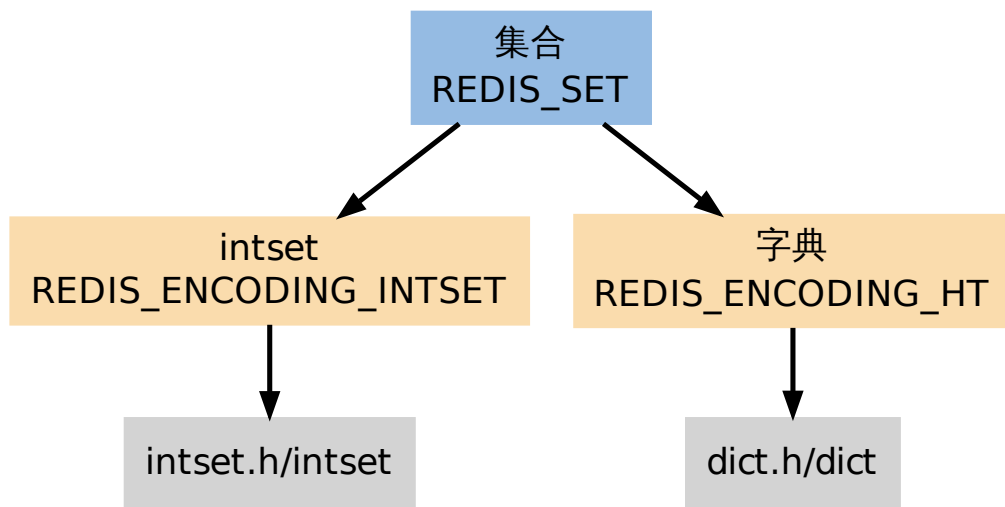 集合
REDIS_SET
intset
REDIS_ENCODING_INTSET
字典
REDIS_ENCODING_HT
intset.h/intset
dict.h/dict